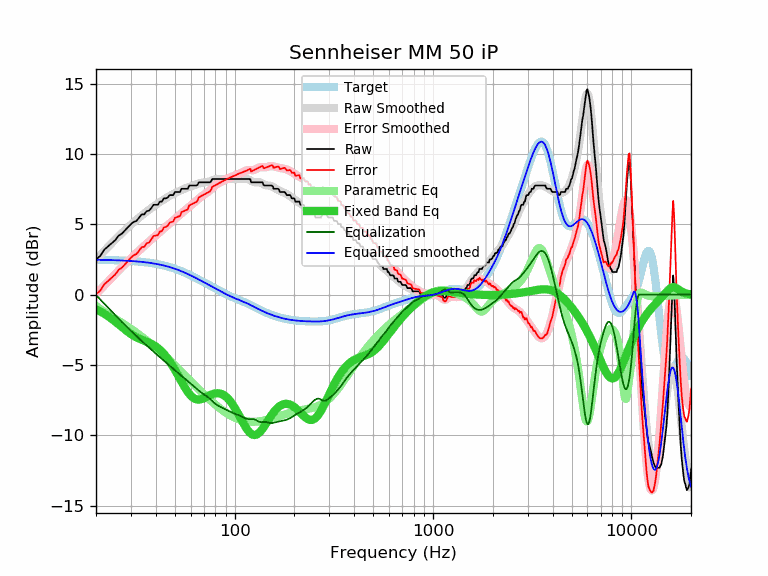 Sennheiser MM 50 iP
15
10
5
0
−5
−10
−15
Amplitude (dBr)
Target
Raw Smoothed
Error Smoothed
Raw
Error
Parametric Eq
Fixed Band Eq
Equalization
Equalized smoothed
100
1000
10000
Frequency (Hz)